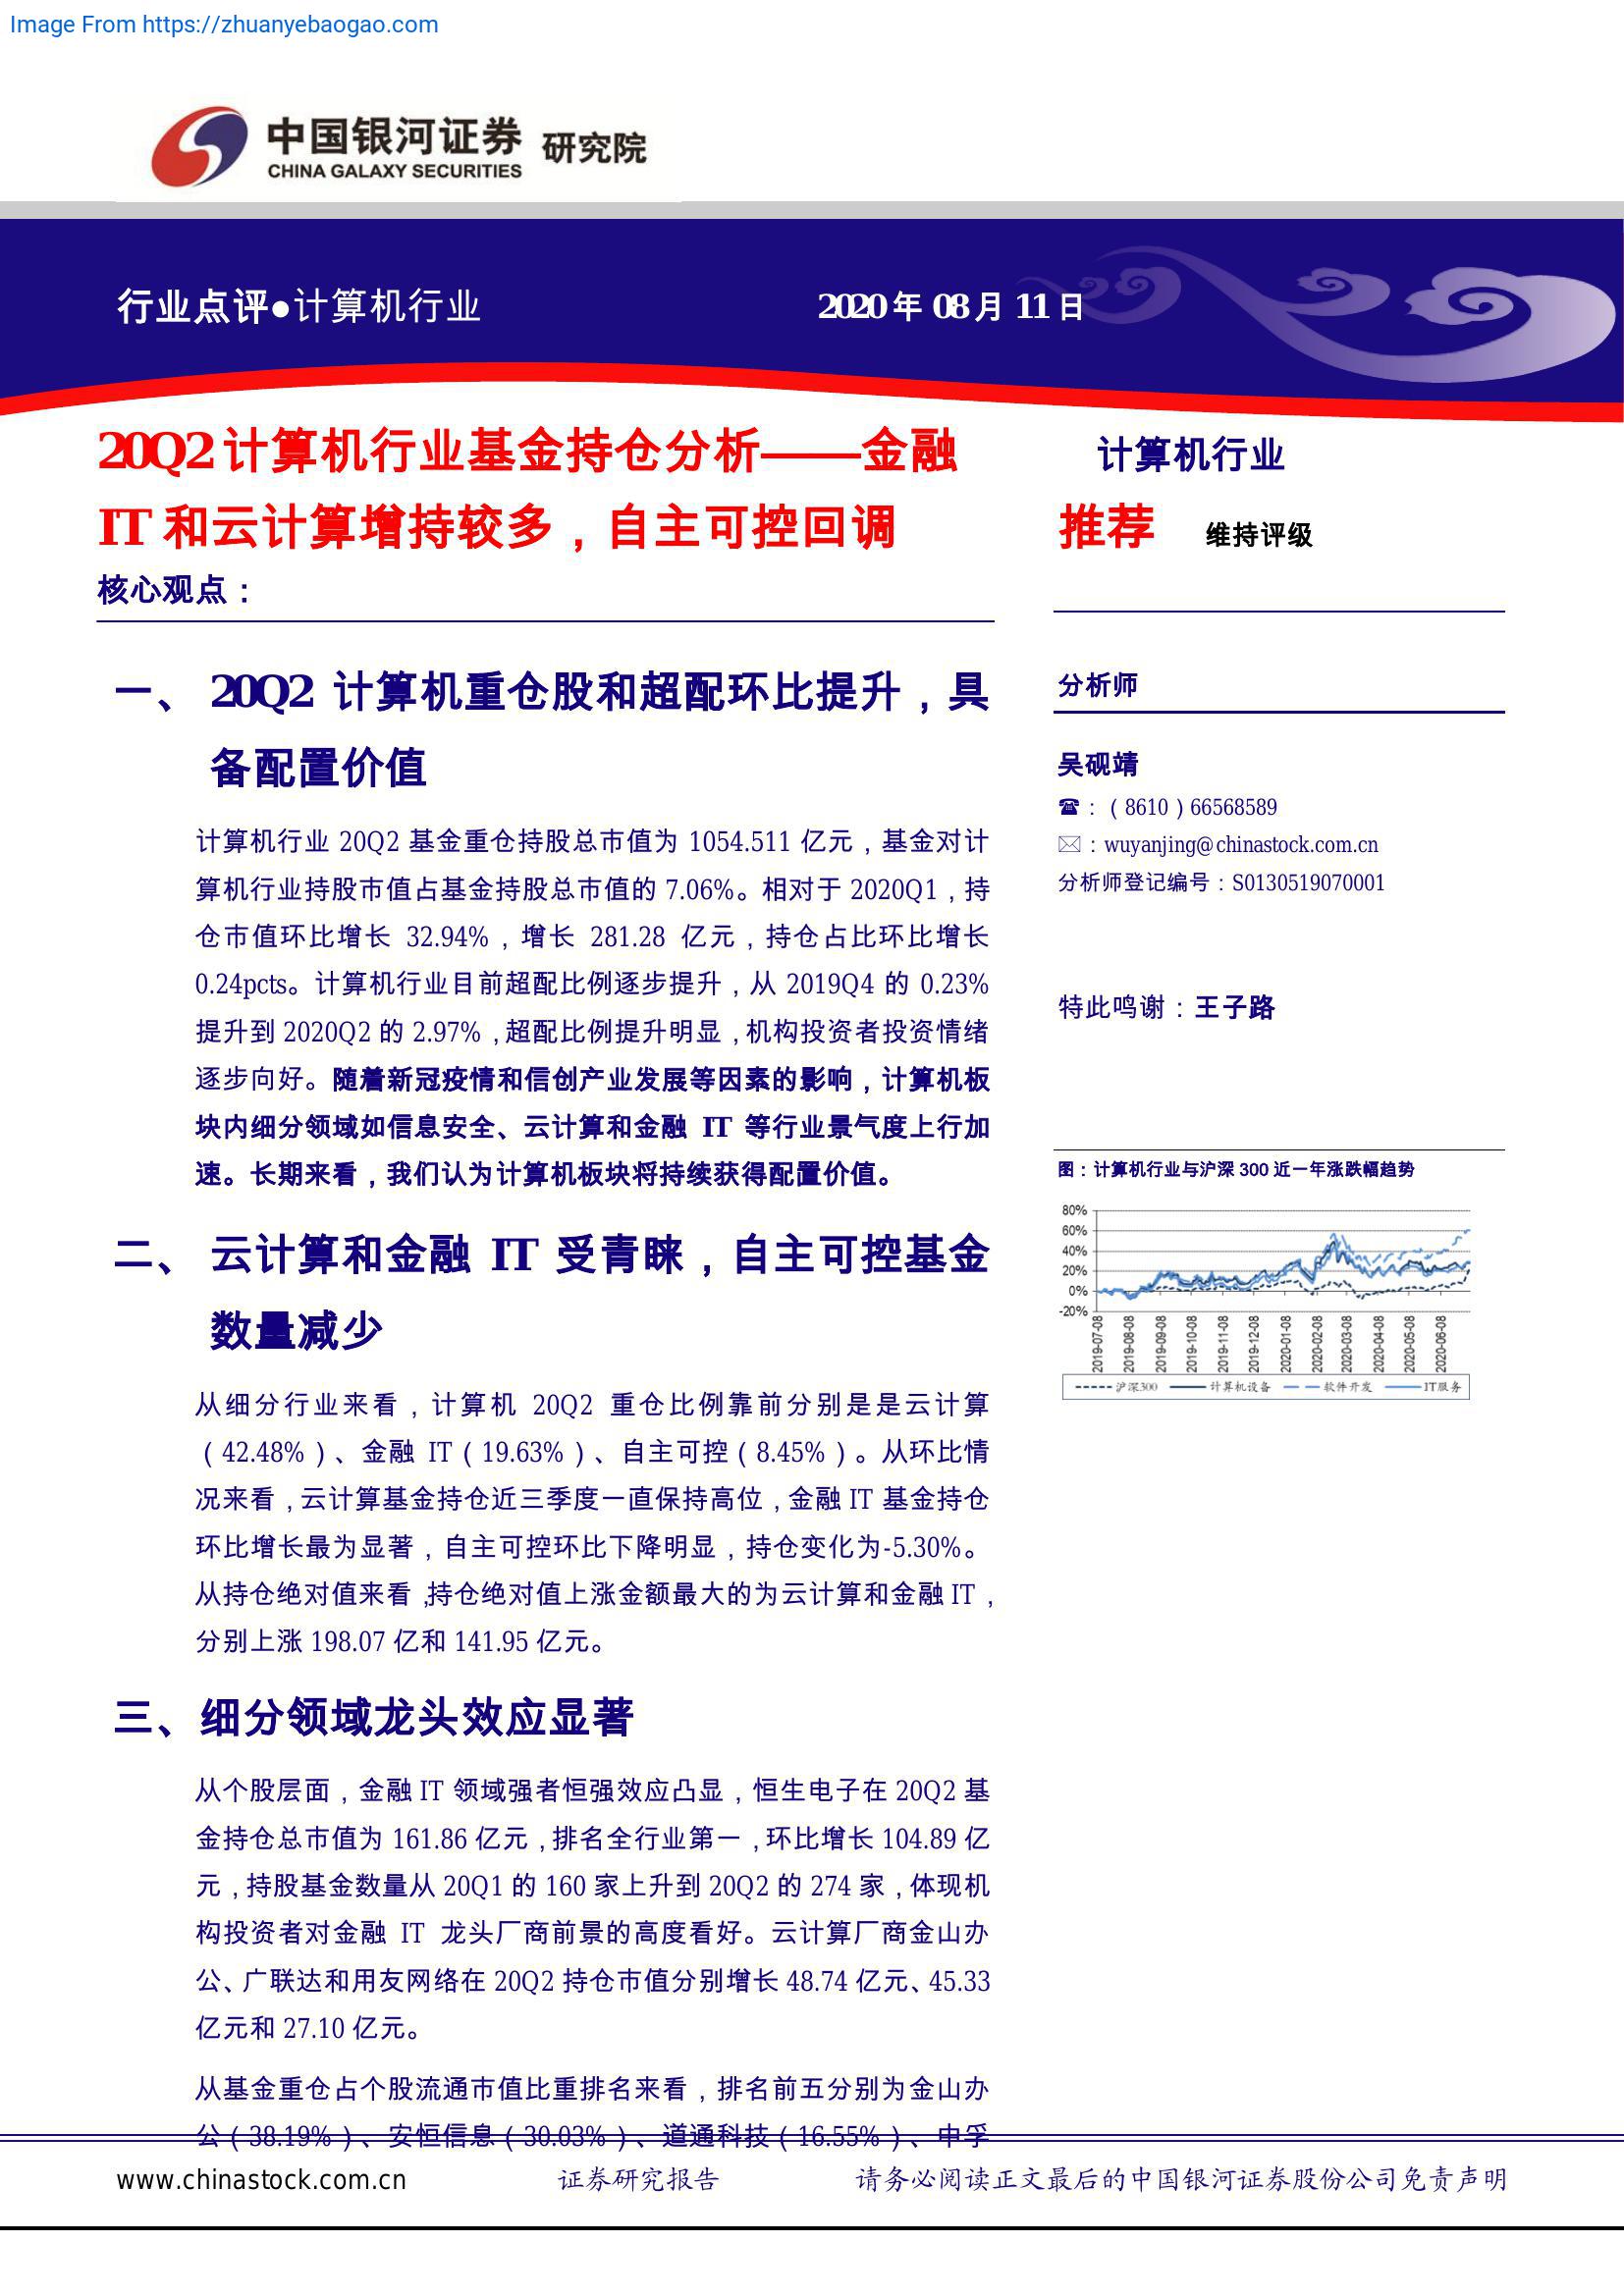 Image From https://zhuanyebaogao.com
中国银河证券 研究院
CHINA GALAXY SECURITIES
行业点评●计算机行业
2020 年 08 月 11 日
20Q2 计算机行业基金持仓分析——金融
IT 和云计算增持较多，自主可控回调
核心观点：
一、 20Q2 计算机重仓股和超配环比提升，具
备配置价值
计算机行业 20Q2 基金重仓持股总市值为 1054.511 亿元，基金对计
算机行业持股市值占基金持股总市值的 7.06%。相对于 2020Q1，持
仓市值环比增长 32.94%，增长 281.28 亿元，持仓占比环比增长
0.24pcts。计算机行业目前超配比例逐步提升，从 2019Q4 的 0.23%
提升到 2020Q2 的 2.97%，超配比例提升明显，机构投资者投资情绪
逐步向好。随着新冠疫情和信创产业发展等因素的影响，计算机板
块内细分领域如信息安全、云计算和金融 IT 等行业景气度上行加
速。长期来看，我们认为计算机板块将持续获得配置价值。
二、 云计算和金融 IT 受青睐，自主可控基金
数量减少
从细分行业来看，计算机 20Q2 重仓比例靠前分别是是云计算
（42.48%）、金融 IT（19.63%）、自主可控（8.45%）。从环比情
况来看，云计算基金持仓近三季度一直保持高位，金融 IT 基金持仓
环比增长最为显著，自主可控环比下降明显，持仓变化为-5.30%。
从持仓绝对值来看，持仓绝对值上涨金额最大的为云计算和金融 IT，
分别上涨 198.07 亿和 141.95 亿元。
三、细分领域龙头效应显著
从个股层面，金融 IT 领域强者恒强效应凸显，恒生电子在 20Q2 基
金持仓总市值为 161.86 亿元，排名全行业第一，环比增长 104.89 亿
元，持股基金数量从 20Q1 的 160 家上升到 20Q2 的 274 家，体现机
构投资者对金融 IT 龙头厂商前景的高度看好。云计算厂商金山办
公、广联达和用友网络在 20Q2 持仓市值分别增长 48.74 亿元、45.33
亿元和 27.10 亿元。
从基金重仓占个股流通市值比重排名来看，排名前五分别为金山办
公（38.19%）、安恒信息（30.03%）、道通科技（16.55%）、中孚
计算机行业
推荐 维持评级
分析师
吴砚靖
☎：（8610）66568589
✉：wuyanjing@chinastock.com.cn
分析师登记编号：S0130519070001
特此鸣谢：王子路
图：计算机行业与沪深 300 近一年涨跌幅趋势
80%
60%
40%
20%
0%
-20%
2019-07-08
2019-08-08
2019-09-08
2019-10-08
2019-11-08
2019-12-08
2020-01-08
2020-02-08
2020-03-08
2020-04-08
2020-05-08
2020-06-08
沪深300 计算机设备 软件开发 IT服务
www.chinastock.com.cn 证券研究报告 请务必阅读正文最后的中国银河证券股份公司免责声明